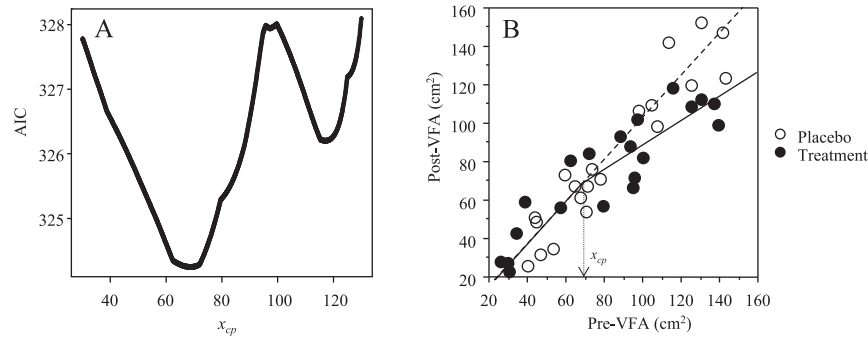 A
328
327
326
325
AIC
40
60
80
100
120
x_cp
B
160
140
120
100
80
60
40
20
Post-VFA (cm²)
x_cp
20 40 60 80 100 120 140 160
Pre-VFA (cm²)
Placebo
Treatment